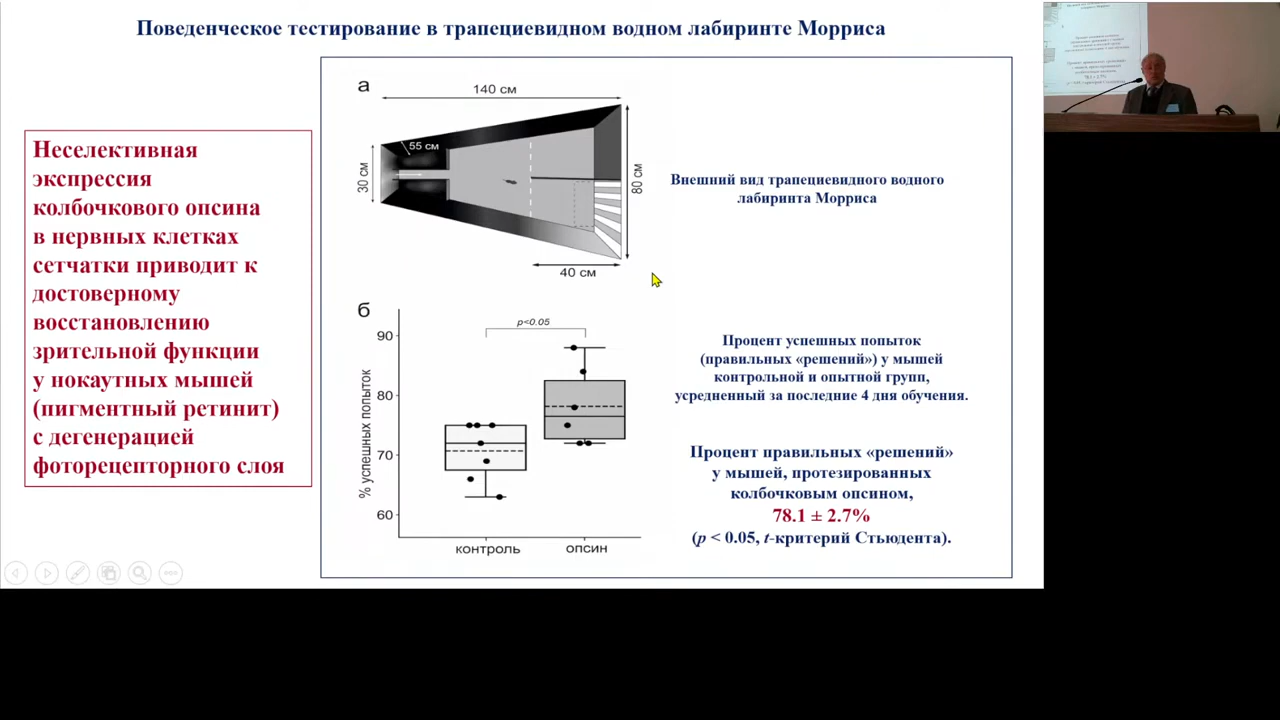 Поведенческое тестирование в трапециевидном водном лабиринте Морриса
Неселективная
экспрессия
колбочкового опсина
в нервных клетках
сетчатки приводит к
достоверному
восстановлению
зрительной функции
у нокаутных мышей
(пигментный ретинит)
с дегенерацией
фоторецепторного слоя
а
140 см
55 см
30 см
80 см
40 см
Внешний вид трапециевидного водного
лабиринта Морриса
б
p<0.05
90
80
70
60
% успешных попыток
контроль
опсин
Процент успешных попыток
(правильных «решений») у мышей
контрольной и опытной групп,
усредненный за последние 4 дня обучения.
Процент правильных «решений»
у мышей, протезированных
колбочковым опсином,
78.1 ± 2.7%
(p < 0.05, t-критерий Стьюдента).